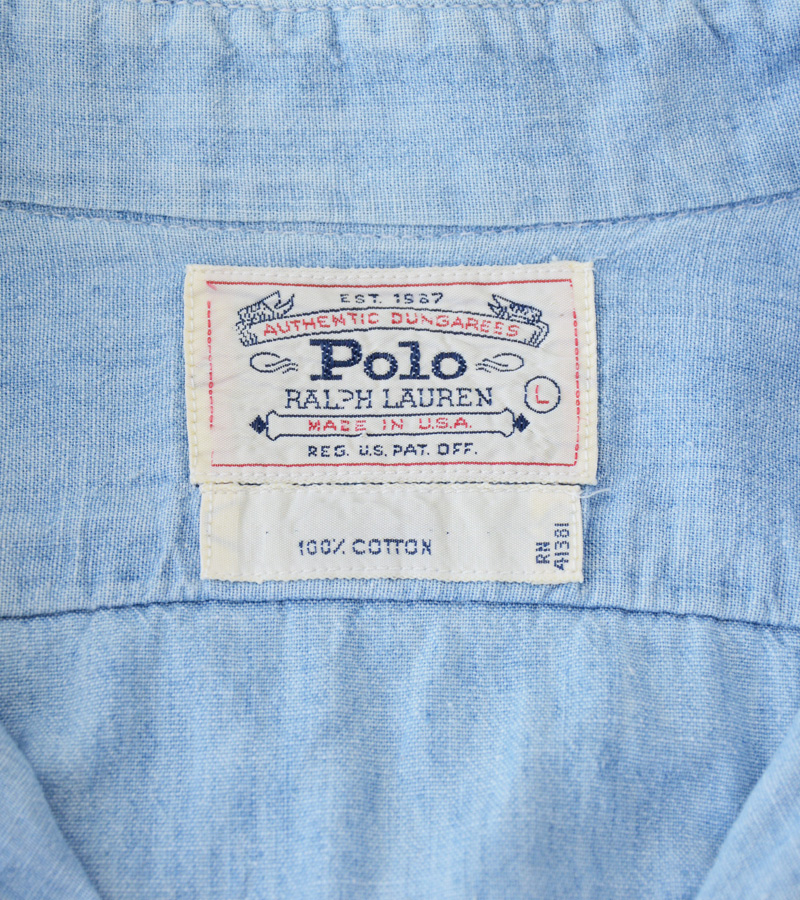 EST. 1967
AUTHENTIC DUNGAREES
Polo
RALPH LAUREN
L
MADE IN U.S.A.
REG. U.S. PAT. OFF.
100% COTTON
RN
41381